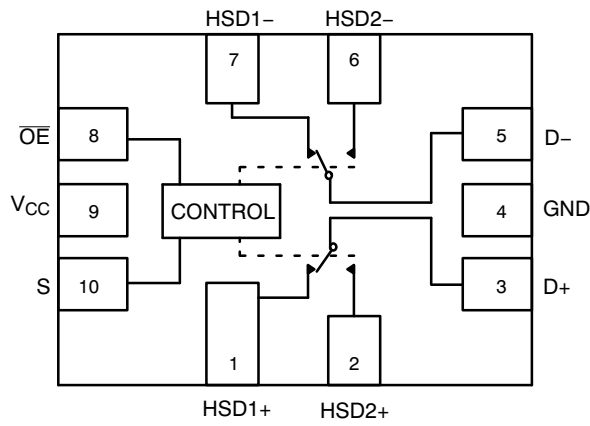 HSD1− HSD2−
7 6
OE 8 5 D−
VCC 9 CONTROL 4 GND
S 10 3 D+
1 2
HSD1+ HSD2+